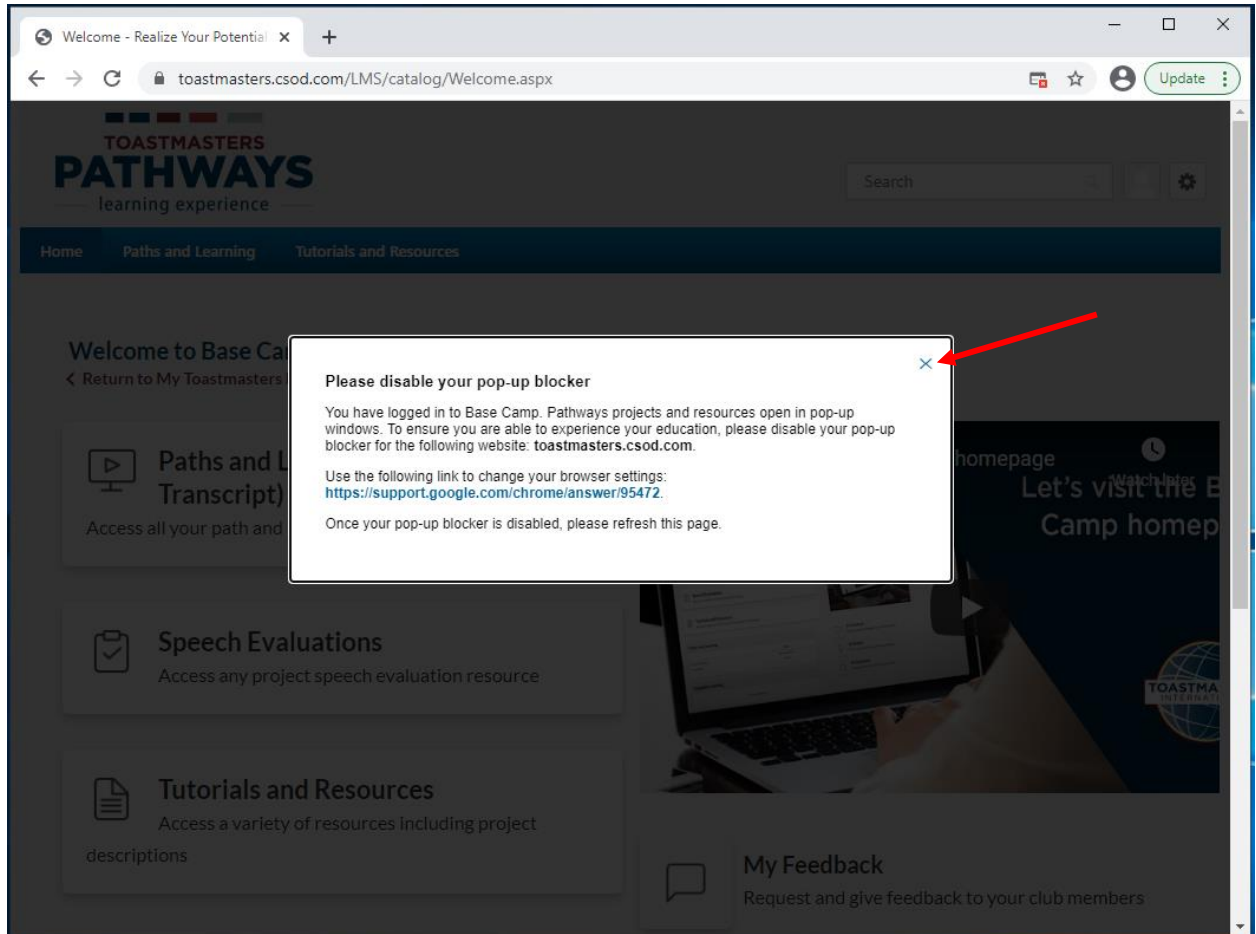 Welcome - Realize Your Potential
toastmasters.csod.com/LMS/catalog/Welcome.aspx
Update
TOASTMASTERS
PATHWAYS
learning experience
Search
Home Paths and Learning Tutorials and Resources
Welcome to Base Ca
Return to My Toastmasters
Please disable your pop-up blocker
You have logged in to Base Camp. Pathways projects and resources open in pop-up
windows. To ensure you are able to experience your education, please disable your pop-up
blocker for the following website: toastmasters.csod.com.
Use the following link to change your browser settings:
https://support.google.com/chrome/answer/95472.
Once your pop-up blocker is disabled, please refresh this page.
Paths and L
Transcript)
Access all your path and
homepage
Watch later
Let's visit the B
Camp homep
Speech Evaluations
Access any project speech evaluation resource
TOASTMA
INTERNATI
Tutorials and Resources
Access a variety of resources including project
descriptions
My Feedback
Request and give feedback to your club members